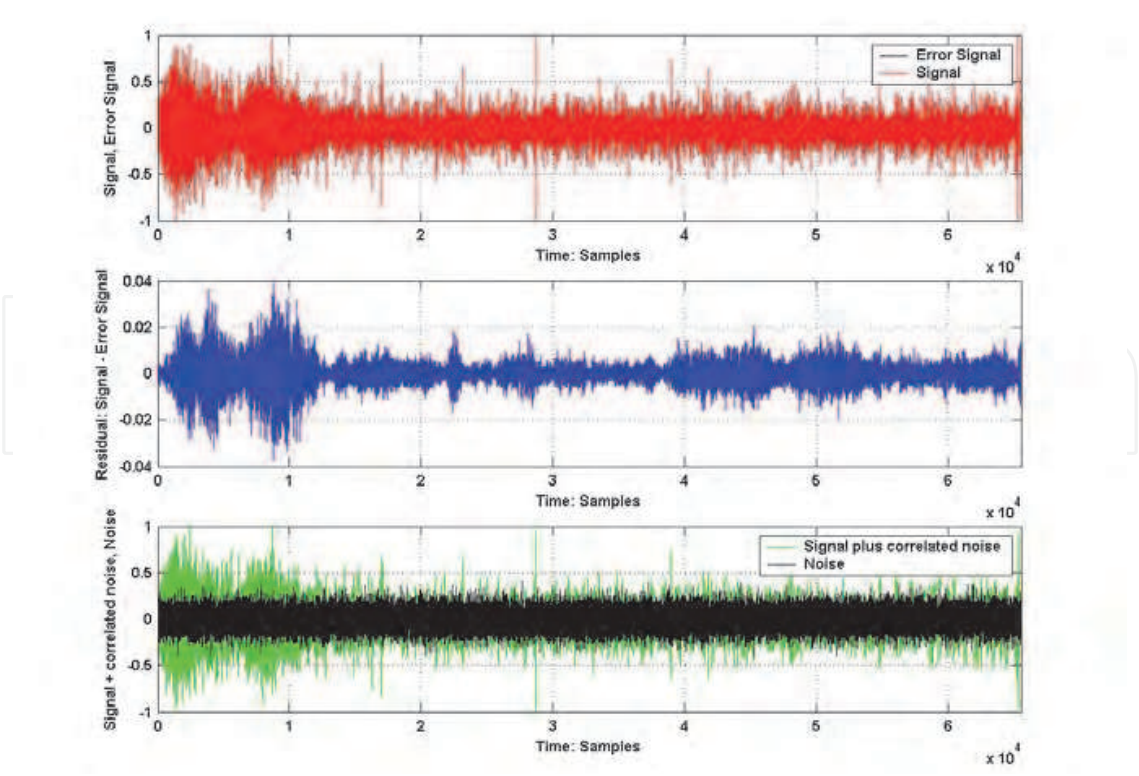 Signal, Error Signal
1
0.5
0
-0.5
-1
Error Signal
Signal
0 1 2 3 4 5 6
Time: Samples
x 10^4
Residual: Signal - Error Signal
0.04
0.02
0
-0.02
-0.04
0 1 2 3 4 5 6
Time: Samples
x 10^4
Signal + correlated noise, Noise
1
0.5
0
-0.5
-1
Signal plus correlated noise
Noise
0 1 2 3 4 5 6
Time: Samples
x 10^4